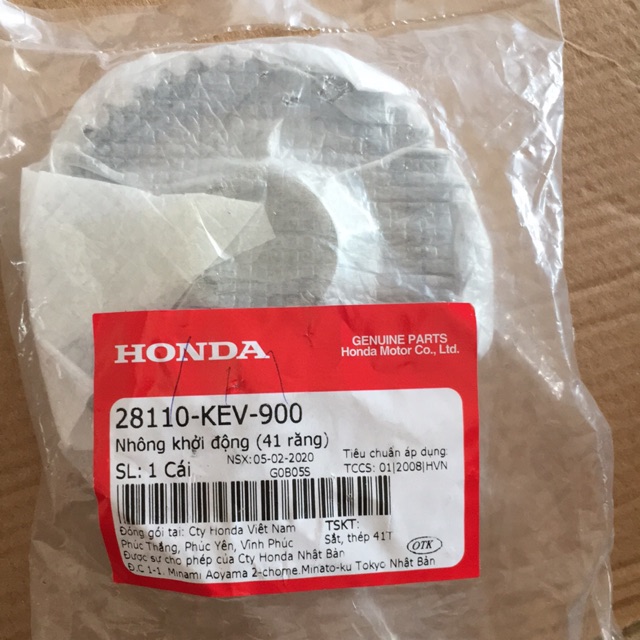 HONDA
GENUINE PARTS
Honda Motor Co., Ltd.
28110-KEV-900
Nhông khởi động (41 răng)
NSX: 05-02-2020
Tiêu chuẩn áp dụng.
SL: 1 Cái
G0B05S
TCCS: 01|2008|HVN
Đóng gói tại: Cty Honda Việt Nam
TSKT:
Phúc Thắng, Phúc Yên, Vĩnh Phúc
Sắt, thép 41T
Được sự cho phép của Cty Honda Nhật Bản
OTK
Đ.C 1-1. Minami Aoyama 2-chome.Minato-ku Tokyo Nhật Bản